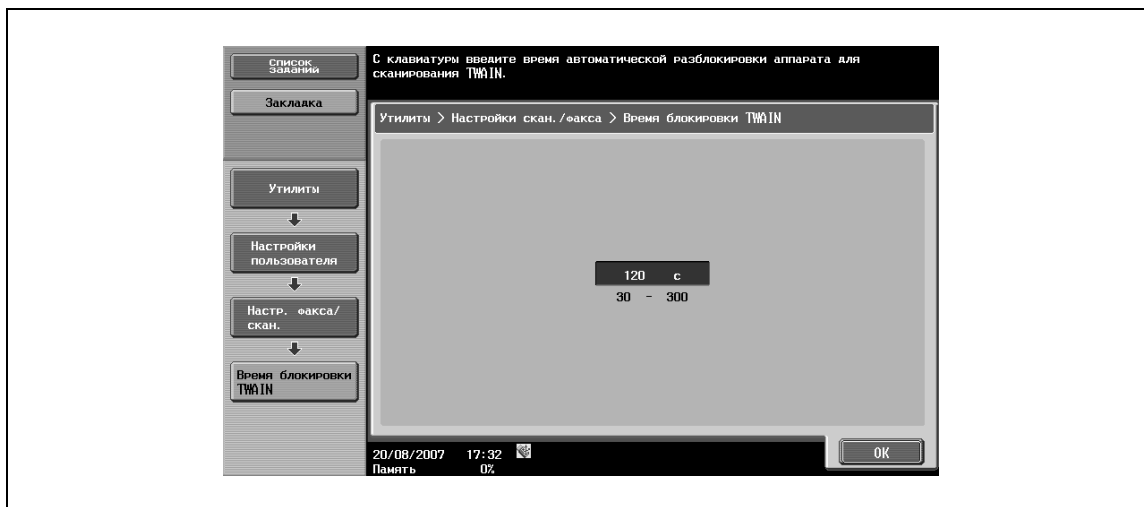 Список
заданий
Закладка
С клавиатуры введите время автоматической разблокировки аппарата для
сканирования TWAIN.
Утилиты > Настройки скан./факса > Время блокировки TWAIN
Утилиты
Настройки
пользователя
Настр. факса/
скан.
Время блокировки
TWAIN
120 с
30 - 300
20/08/2007 17:32
Память 0%
OK